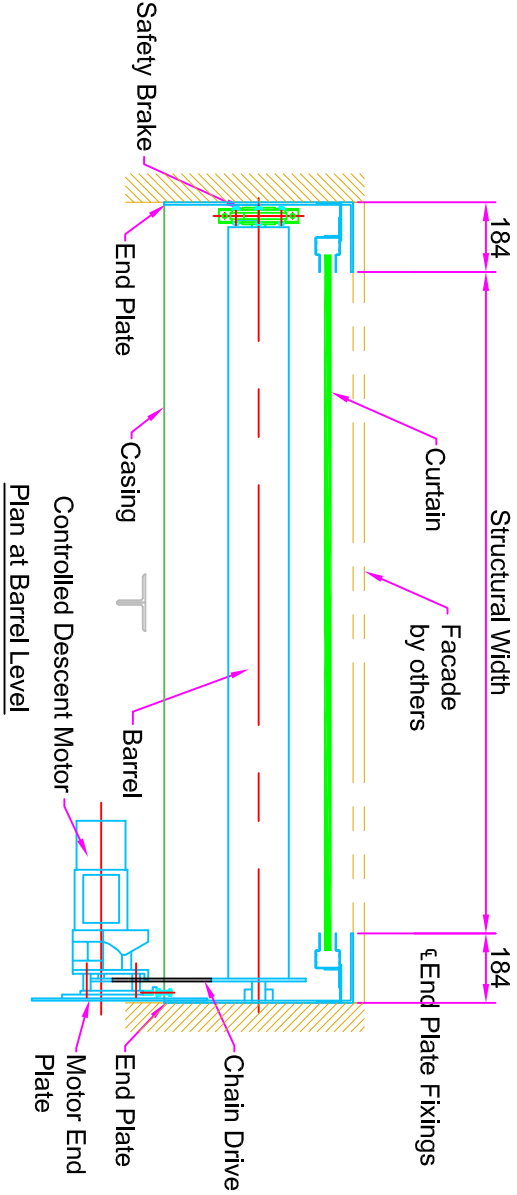 184
Structural Width
184
℄End Plate Fixings
Facade
by others
Curtain
Safety Brake
End Plate
Casing
Barrel
Controlled Descent Motor
Chain Drive
End Plate
Motor End
Plate
Plan at Barrel Level